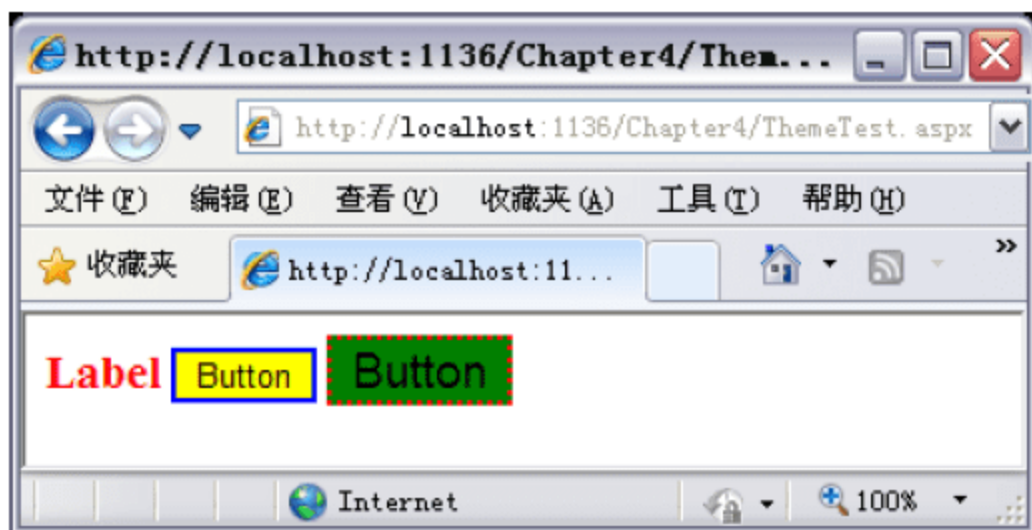 http://localhost:1136/Chapter4/Them...
http://localhost:1136/Chapter4/ThemeTest.aspx
文件(F) 编辑(E) 查看(V) 收藏夹(A) 工具(T) 帮助(H)
收藏夹 http://localhost:11... »
Label Button Button
Internet 100%